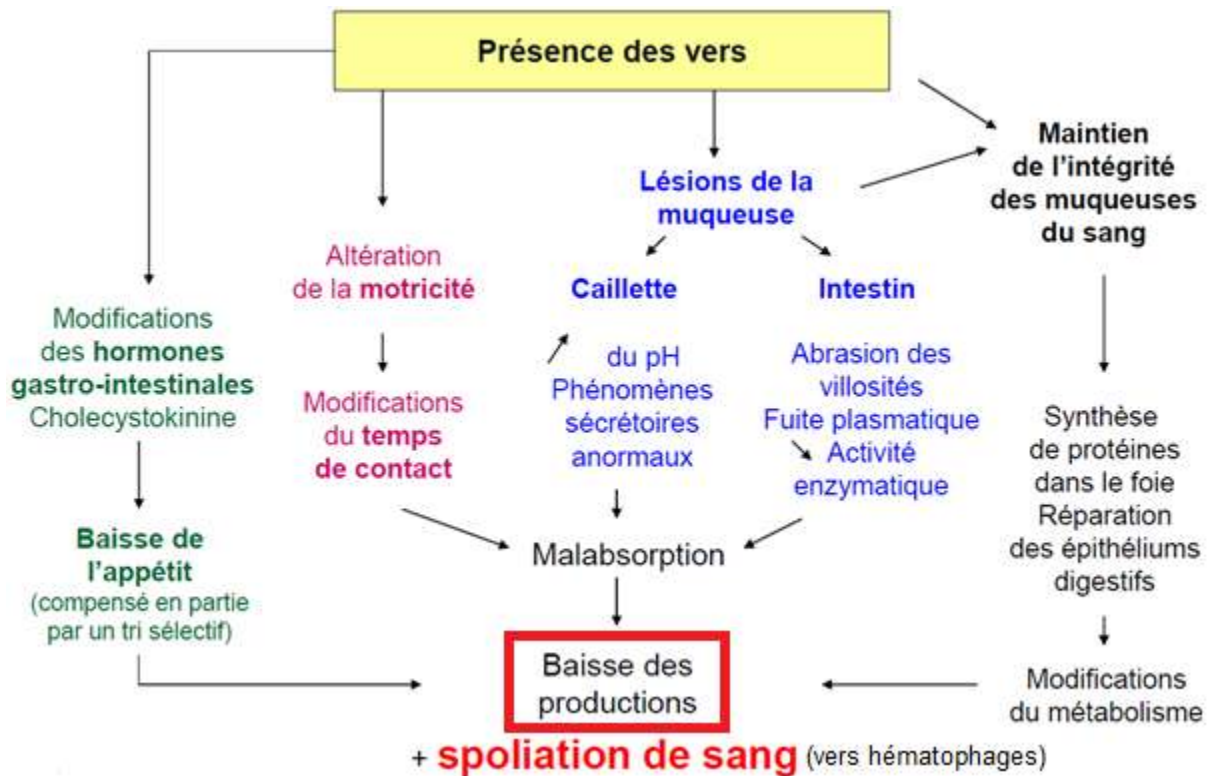 Présence des vers
Modifications
des hormones
gastro-intestinales
Cholecystokinine
Baisse de
l'appétit
(compensé en partie
par un tri sélectif)
Altération
de la motricité
Modifications
du temps
de contact
Lésions de la
muqueuse
Caillette
du pH
Phénomènes
sécrétoires
anormaux
Intestin
Abrasion des
villosités
Fuite plasmatique
Activité
enzymatique
Malabsorption
Maintien
de l'intégrité
des muqueuses
du sang
Synthèse
de protéines
dans le foie
Réparation
des épithéliums
digestifs
Modifications
du métabolisme
Baisse des
productions
+ spoliation de sang (vers hématophages)